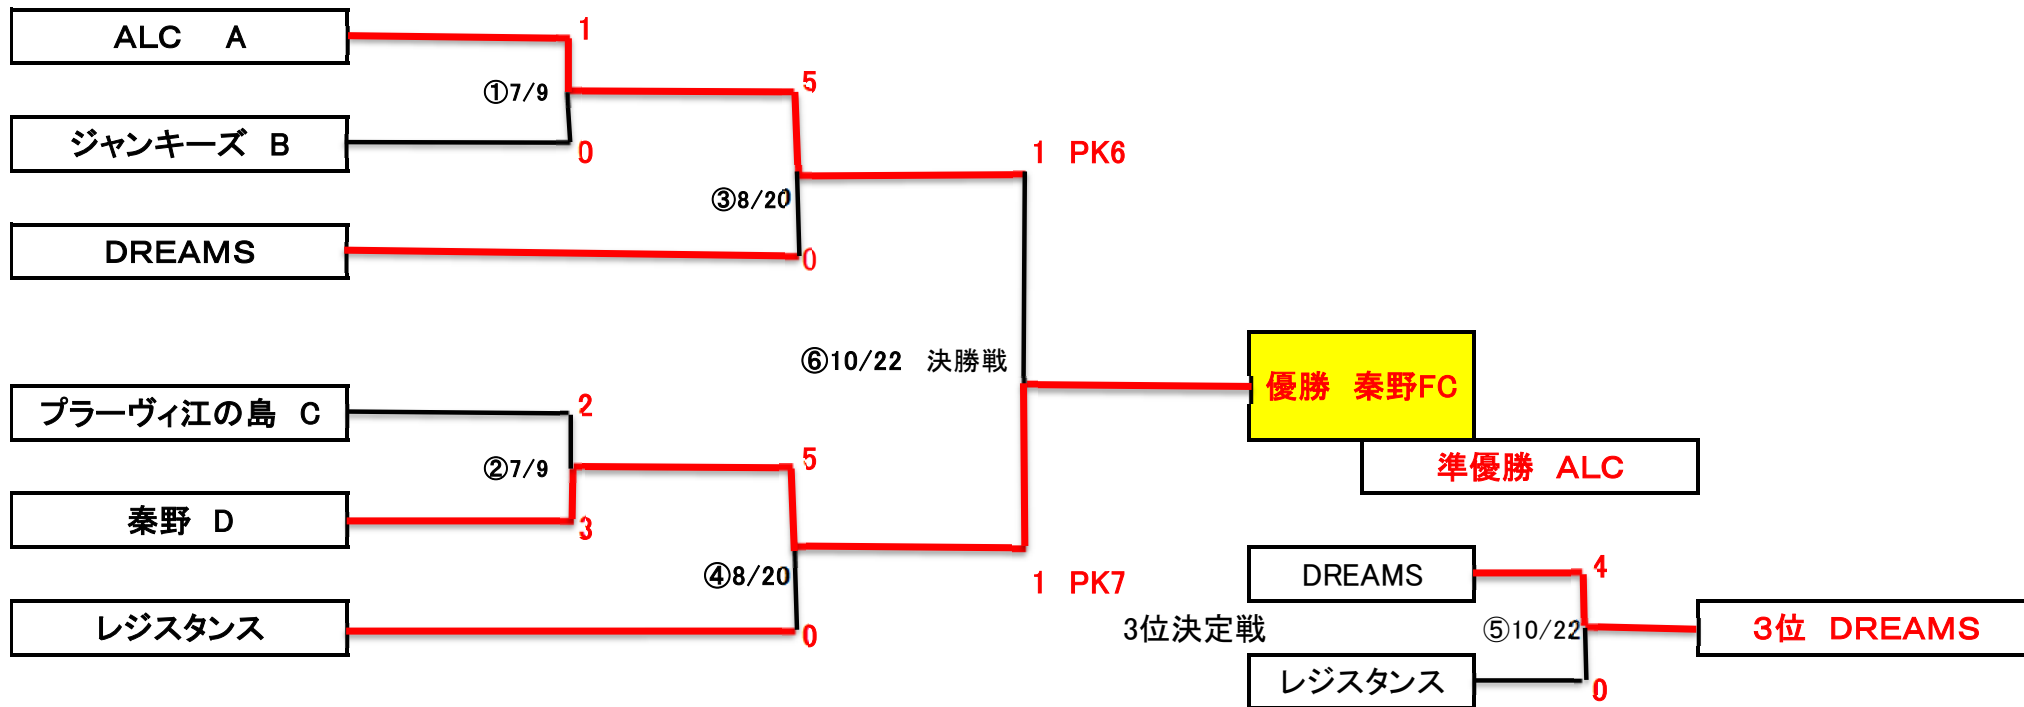 ALC A
1
①7/9
5
ジャンキーズ B
0
1 PK6
③8/20
DREAMS
0
⑥10/22 決勝戦
優勝 秦野FC
プラーヴィ江の島 C
2
5
準優勝 ALC
②7/9
秦野 D
3
④8/20
1 PK7
DREAMS
4
レジスタンス
0
3位決定戦
⑤10/22
3位 DREAMS
レジスタンス
0